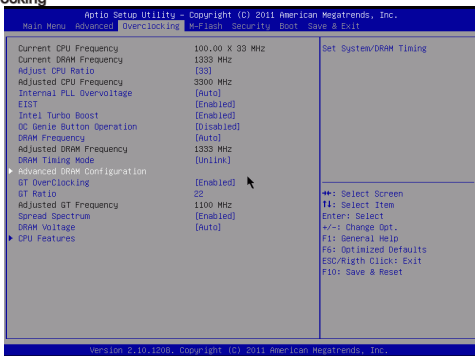 ocking
Aptio Setup Utility – Copyright (C) 2011 American Megatrends, Inc.
Main Menu Advanced Overclocking M-Flash Security Boot Save & Exit
Current CPU Frequency 100.00 X 33 MHz
Current DRAM Frequency 1333 MHz
Adjust CPU Ratio [33]
Adjusted CPU Frequency 3300 MHz
Internal PLL Overvoltage [Auto]
EIST [Enabled]
Intel Turbo Boost [Enabled]
OC Genie Button Operation [Disabled]
DRAM Frequency [Auto]
Adjusted DRAM Frequency 1333 MHz
DRAM Timing Mode [Unlink]
Advanced DRAM Configuration
GT OverClocking [Enabled]
GT Ratio 22
Adjusted GT Frequency 1100 MHz
Spread Spectrum [Enabled]
DRAM Voltage [Auto]
CPU Features
Set System/DRAM Timing
→←: Select Screen
↑↓: Select Item
Enter: Select
+/-: Change Opt.
F1: General Help
F6: Optimized Defaults
ESC/Rigth Click: Exit
F10: Save & Reset
Version 2.10.1208. Copyright (C) 2011 American Megatrends, Inc.